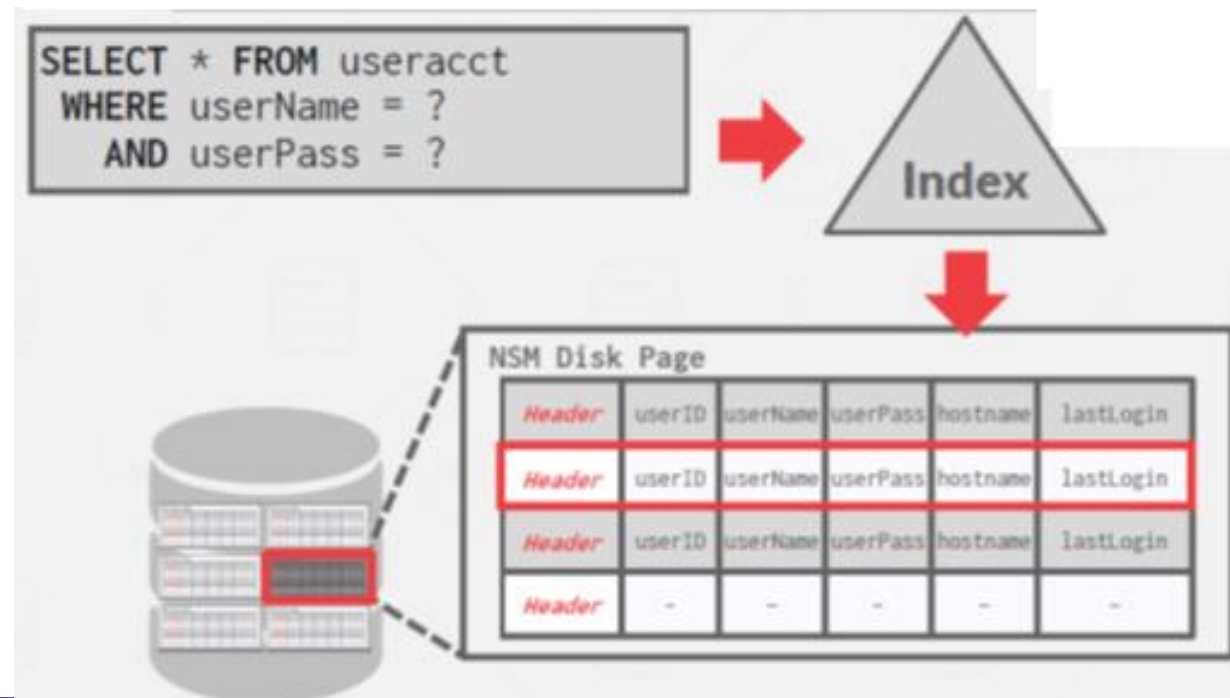 SELECT * FROM useracct
WHERE userName = ?
AND userPass = ?
Index
NSM Disk Page
Header userID userName userPass hostname lastLogin
Header userID userName userPass hostname lastLogin
Header userID userName userPass hostname lastLogin
Header - - - - -